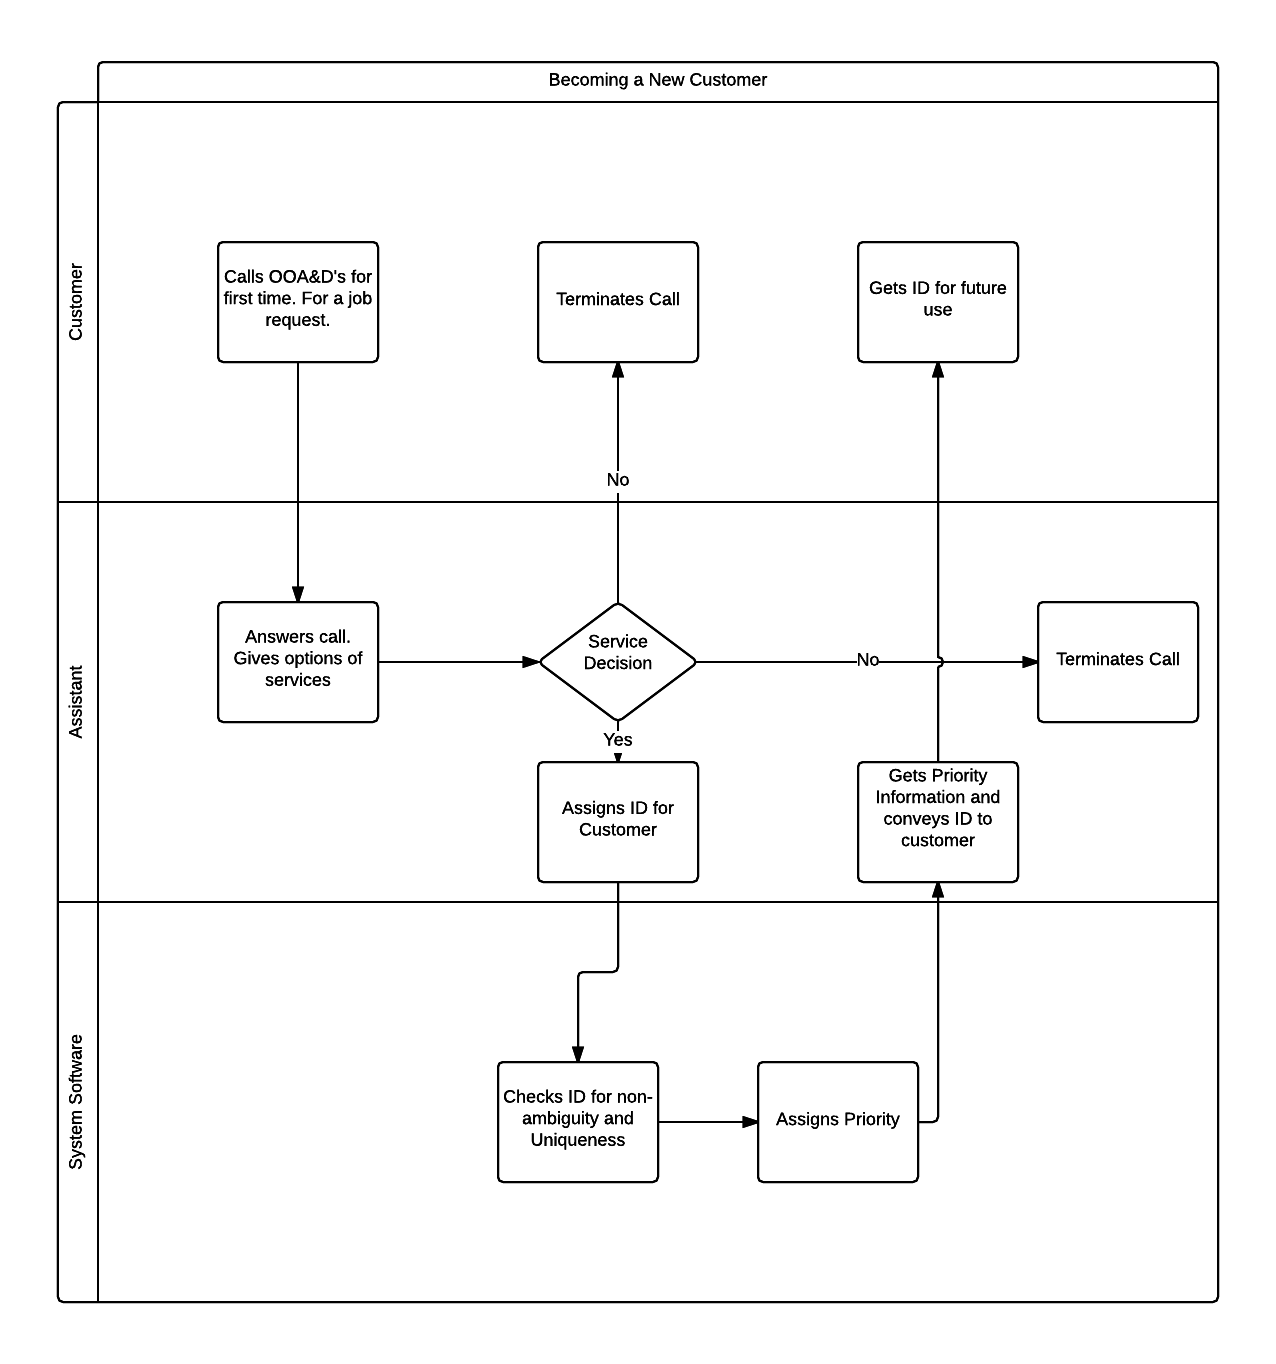 Becoming a New Customer
Customer
Calls OOA&D's for
first time. For a job
request.
Terminates Call
Gets ID for future
use
No
Assistant
Answers call.
Gives options of
services
Service
Decision
No
Terminates Call
Yes
Assigns ID for
Customer
Gets Priority
Information and
conveys ID to
customer
System Software
Checks ID for non-
ambiguity and
Uniqueness
Assigns Priority